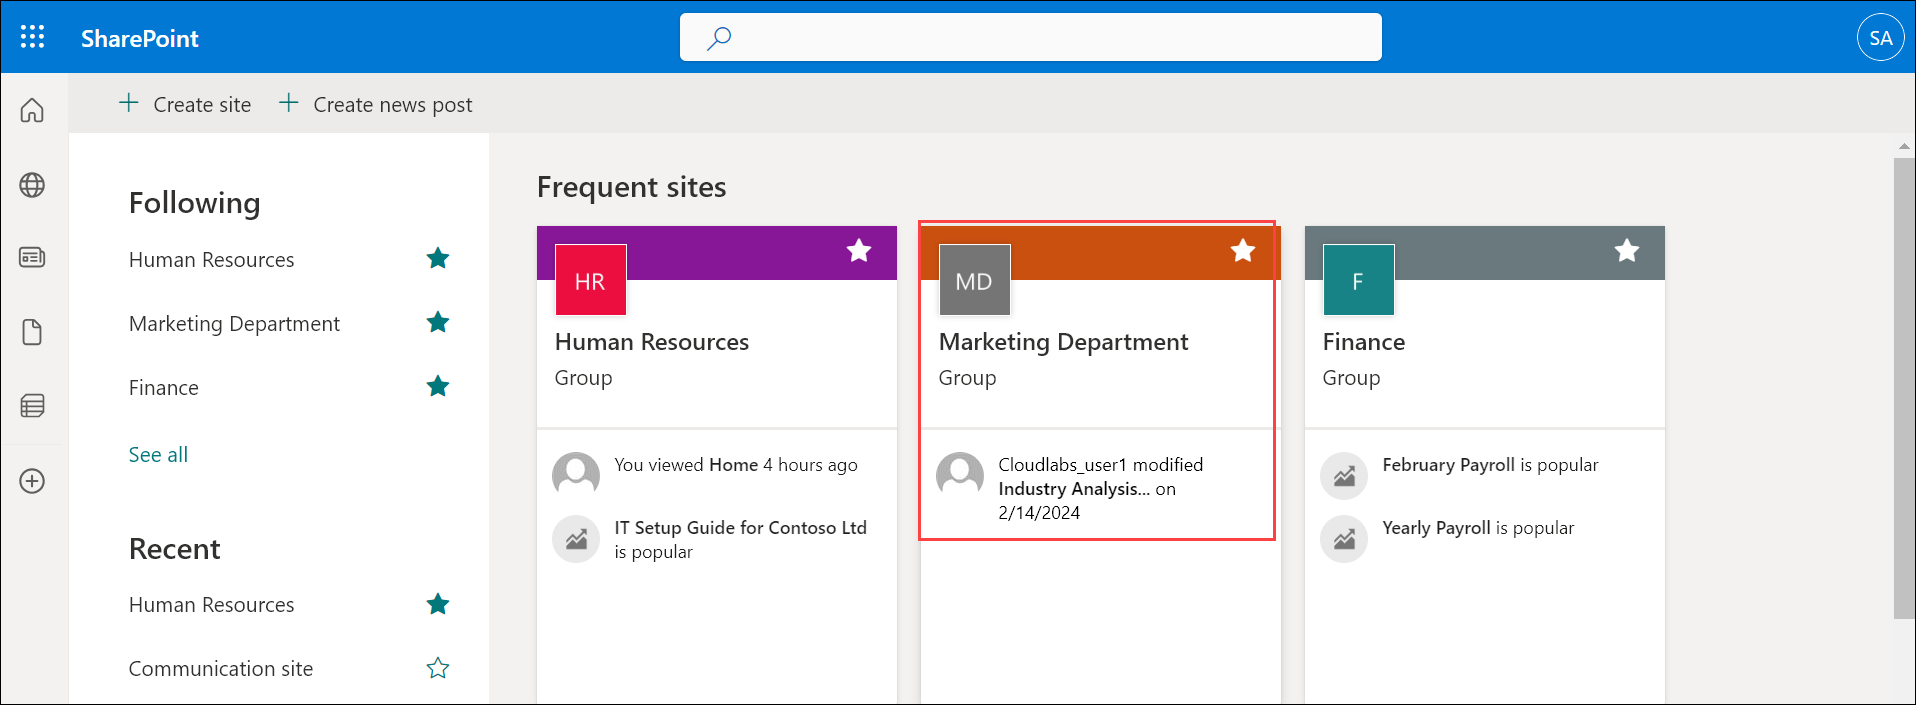 SharePoint
SA
Create site
Create news post
Following
Human Resources
Marketing Department
Finance
See all
Recent
Human Resources
Communication site
Frequent sites
HR
Human Resources
Group
You viewed Home 4 hours ago
IT Setup Guide for Contoso Ltd
is popular
MD
Marketing Department
Group
Cloudlabs_user1 modified
Industry Analysis... on
2/14/2024
F
Finance
Group
February Payroll is popular
Yearly Payroll is popular